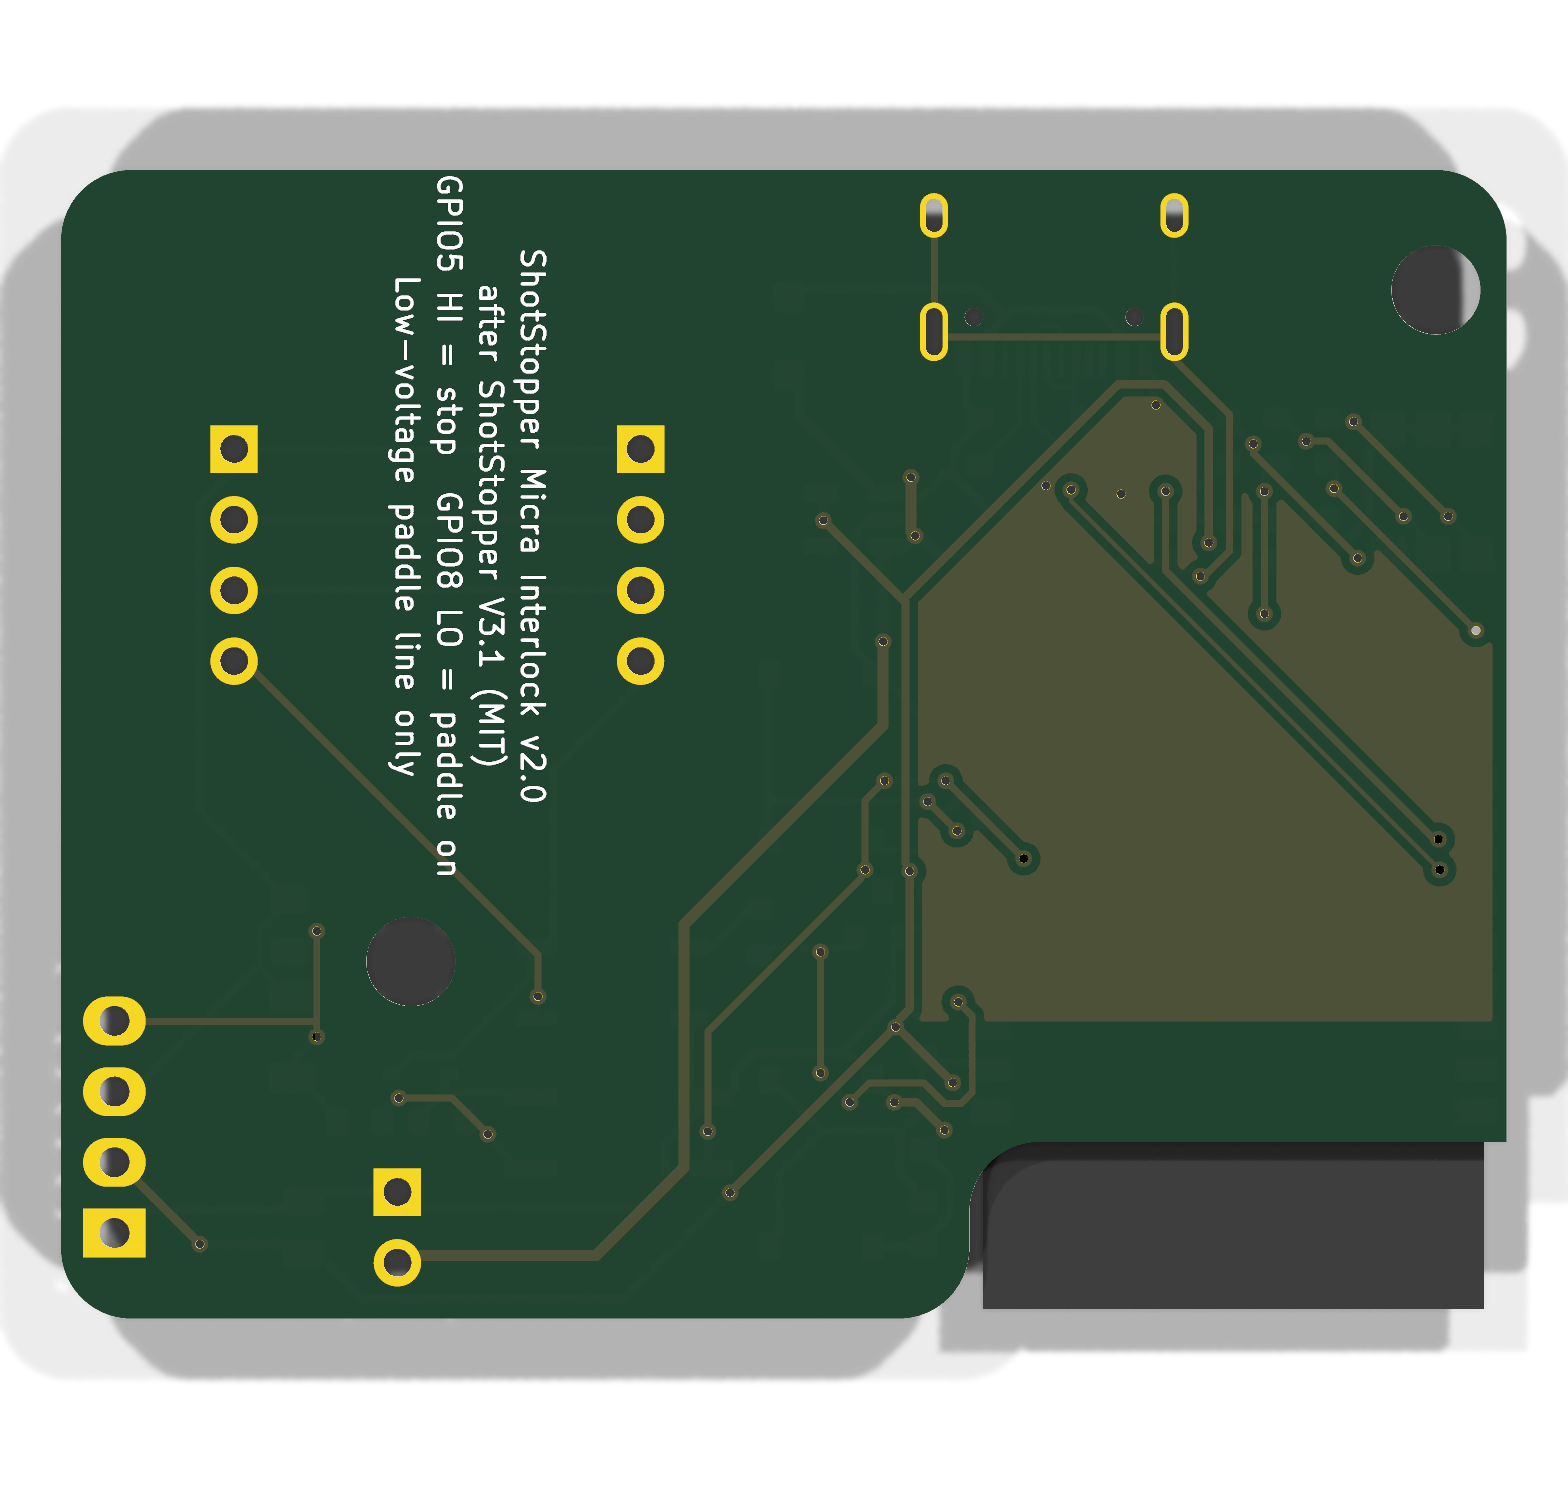 ShotStopper Micra Interlock v2.0
after ShotStopper V3.1 (MIT)
GPIO5 HI = stop  GPIO8 LO = paddle on
Low-voltage paddle line only